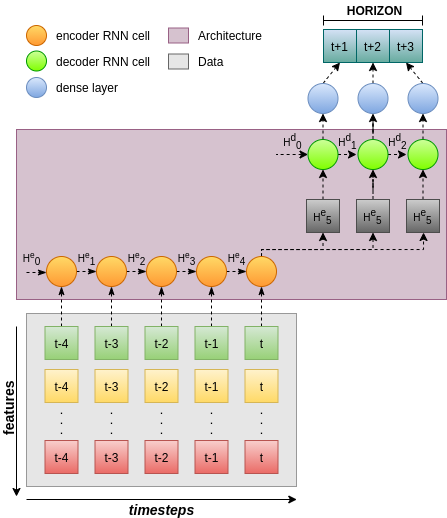 HORIZON
t+1 t+2 t+3
encoder RNN cell
decoder RNN cell
dense layer
Architecture
Data
H^d_0 H^d_1 H^d_2
H^e_5 H^e_5 H^e_5
H^e_0 H^e_1 H^e_2 H^e_3 H^e_4
features
t-4 t-3 t-2 t-1 t
t-4 t-3 t-2 t-1 t
t-4 t-3 t-2 t-1 t
timesteps